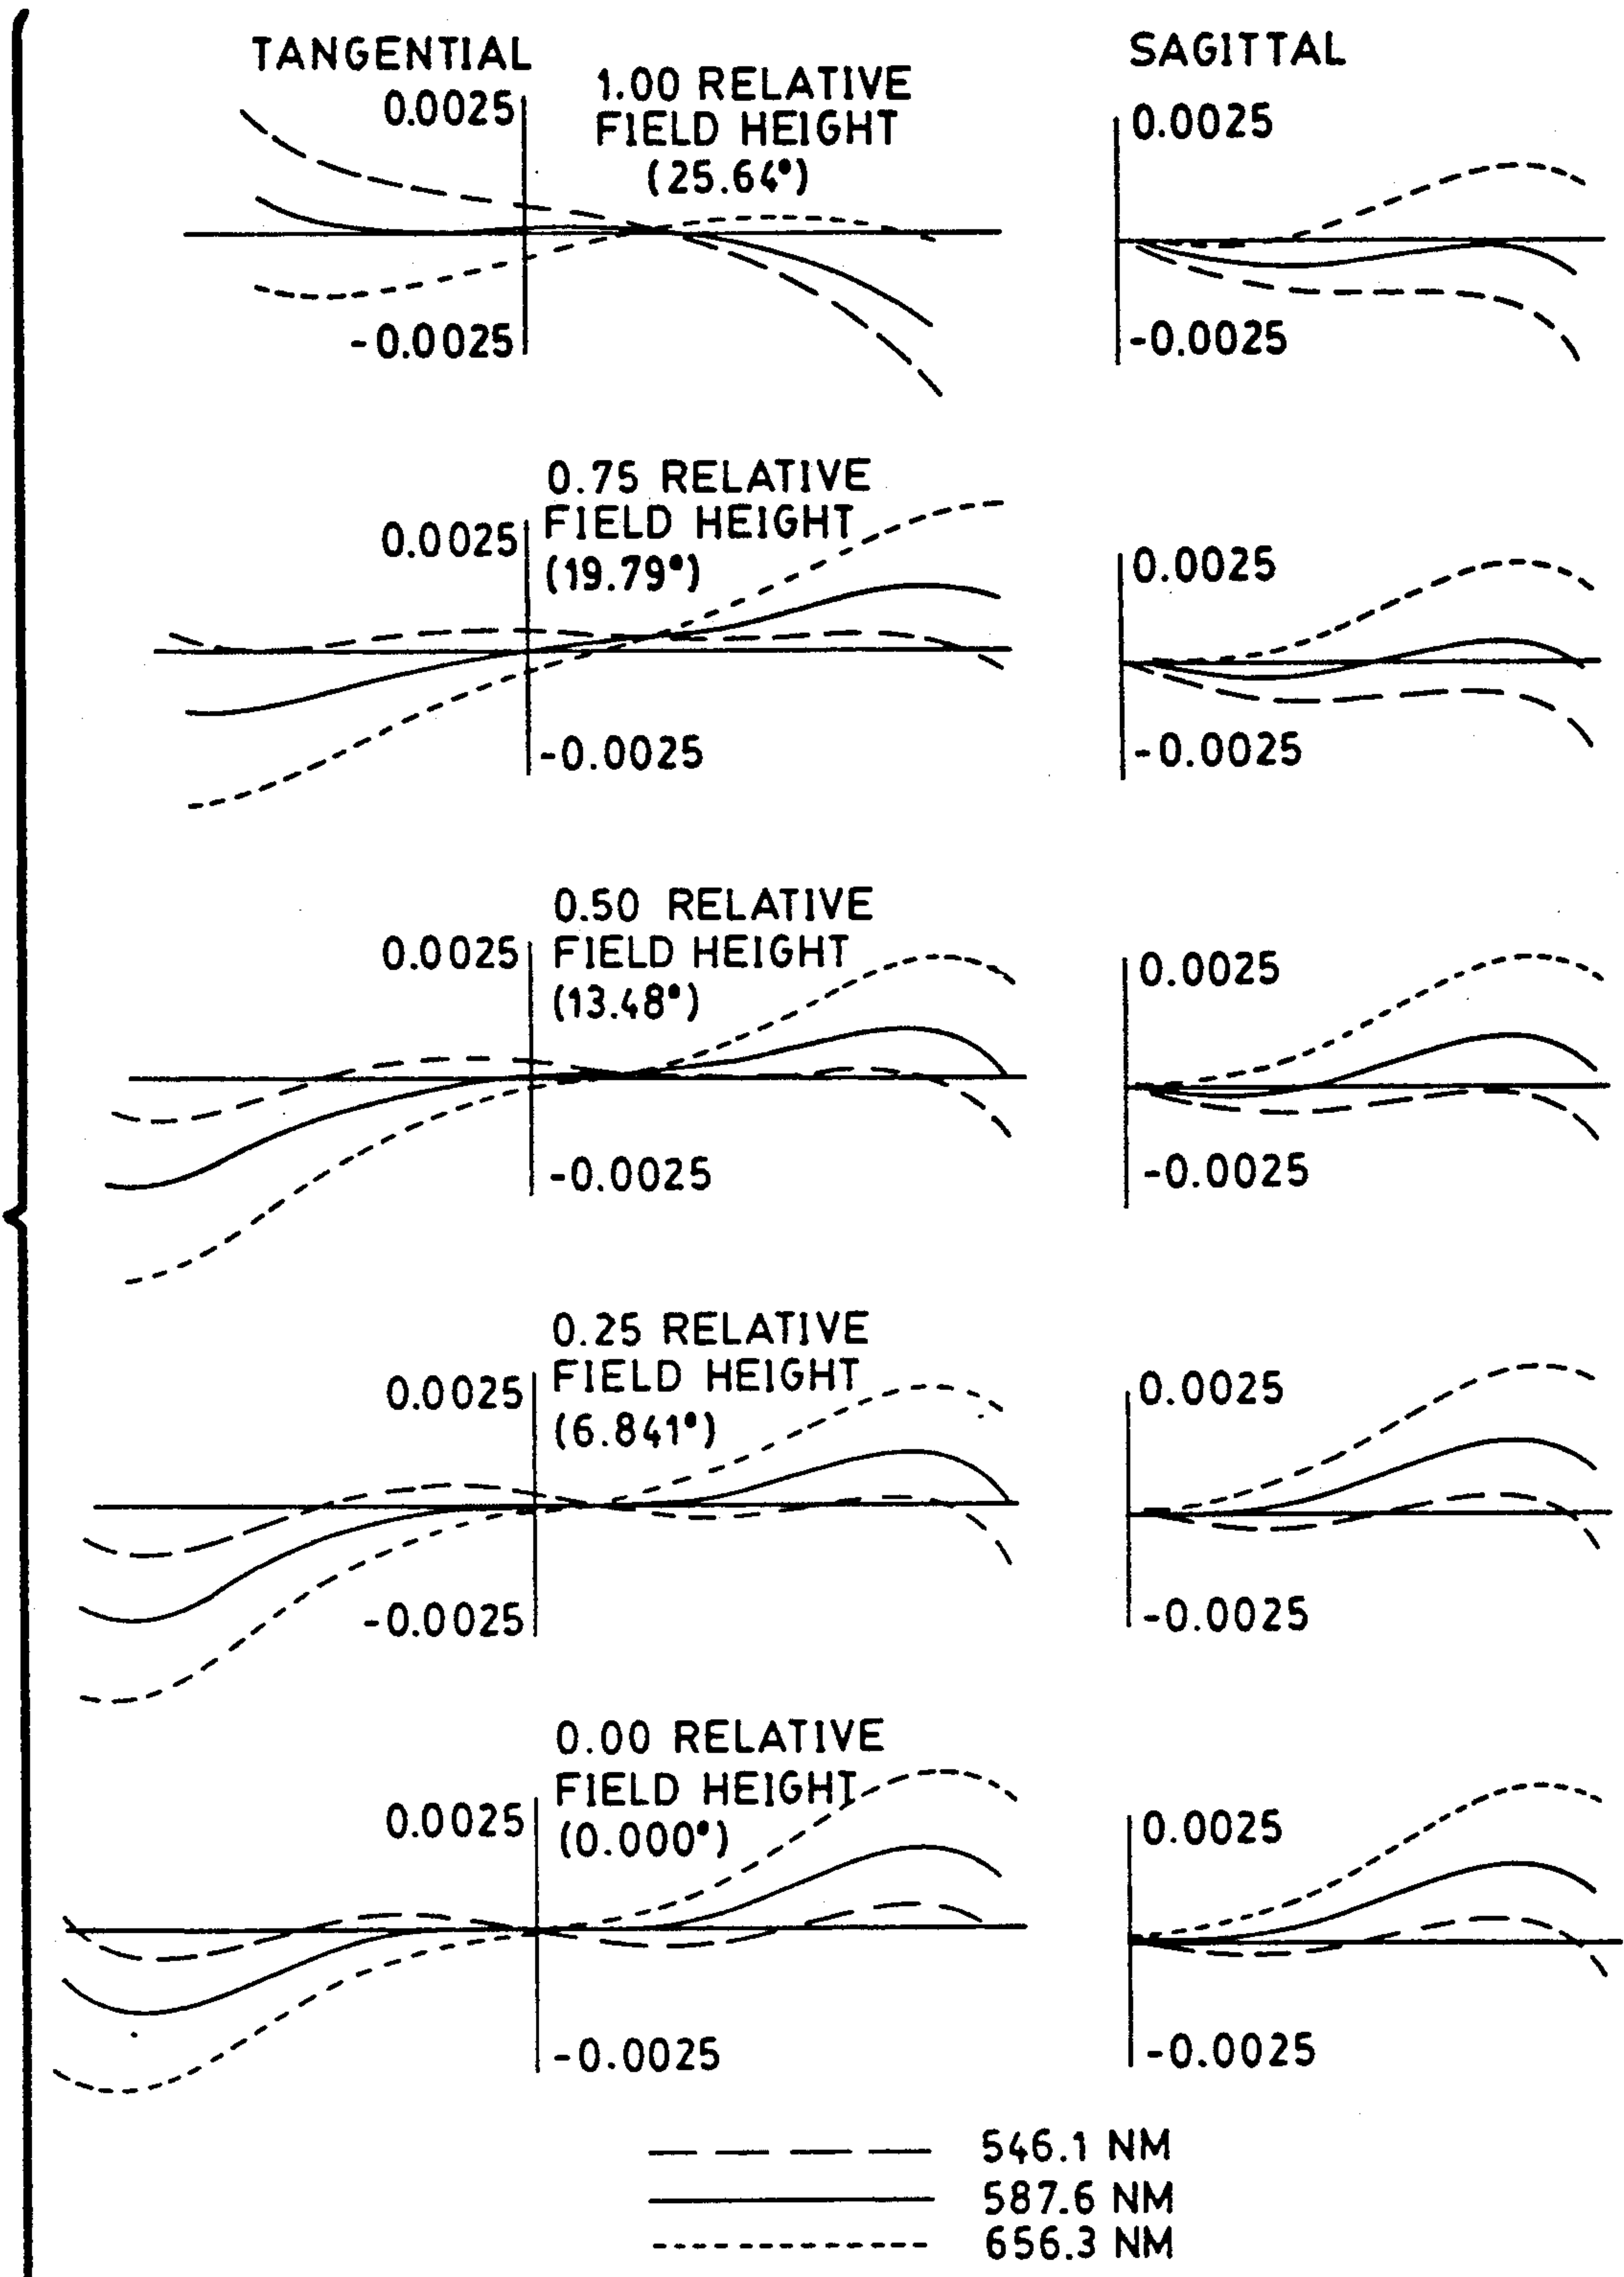 TANGENTIAL
SAGITTAL
1.00 RELATIVE
FIELD HEIGHT
(25.64°)
0.0025
-0.0025
0.0025
-0.0025
0.75 RELATIVE
FIELD HEIGHT
(19.79°)
0.0025
-0.0025
0.0025
-0.0025
0.50 RELATIVE
FIELD HEIGHT
(13.48°)
0.0025
-0.0025
0.0025
-0.0025
0.25 RELATIVE
FIELD HEIGHT
(6.841°)
0.0025
-0.0025
0.0025
-0.0025
0.00 RELATIVE
FIELD HEIGHT
(0.000°)
0.0025
-0.0025
0.0025
-0.0025
546.1 NM
587.6 NM
656.3 NM